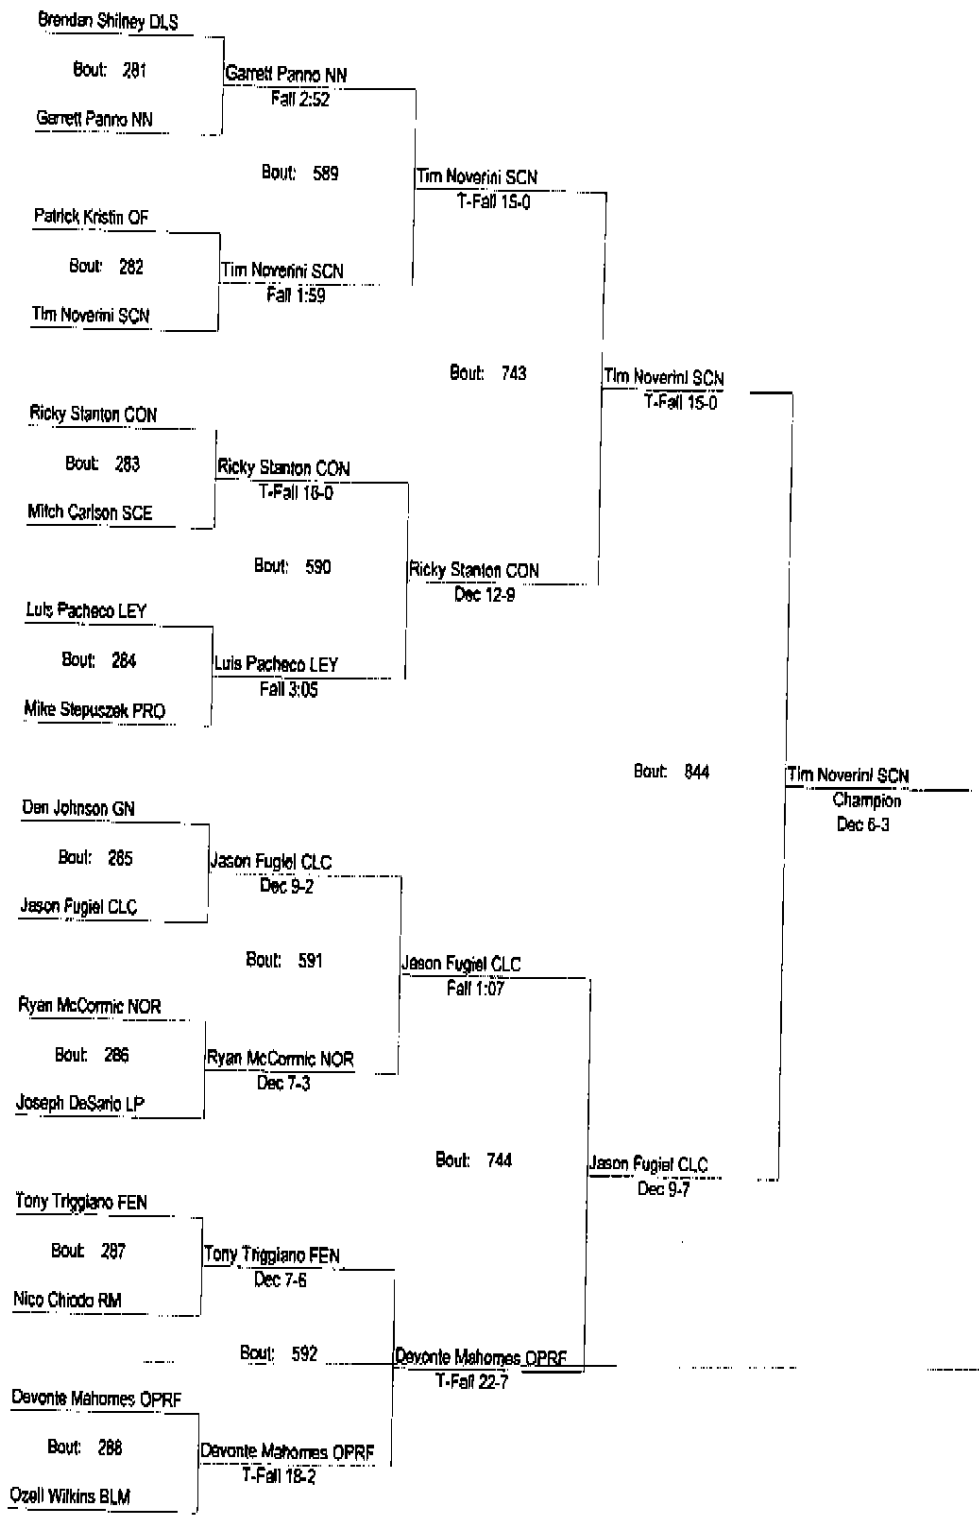 Brendan Shilney DLS
Bout: 281
Garrett Panno NN
Fall 2:52
Garrett Panno NN
Bout: 589
Tim Noverini SCN
T-Fall 15-0
Patrick Kristin OF
Bout: 282
Tim Noverini SCN
Fall 1:59
Tim Noverini SCN
Bout: 743
Tim Noverini SCN
T-Fall 15-0
Ricky Stanton CON
Bout: 283
Ricky Stanton CON
T-Fall 16-0
Mitch Carlson SCE
Bout: 590
Ricky Stanton CON
Dec 12-9
Luis Pacheco LEY
Bout: 284
Luis Pacheco LEY
Fall 3:05
Mike Stepuszek PRO
Bout: 844
Tim Noverini SCN
Champion
Dec 6-3
Dan Johnson GN
Bout: 285
Jason Fugiel CLC
Dec 9-2
Jason Fugiel CLC
Bout: 591
Jason Fugiel CLC
Fall 1:07
Ryan McCormic NOR
Bout: 286
Ryan McCormic NOR
Dec 7-3
Joseph DeSario LP
Bout: 744
Jason Fugiel CLC
Dec 9-7
Tony Triggiano FEN
Bout: 287
Tony Triggiano FEN
Dec 7-6
Nico Chiodo RM
Bout: 592
Devonte Mahomes OPRF
T-Fall 22-7
Devonte Mahomes OPRF
Bout: 288
Devonte Mahomes OPRF
T-Fall 18-2
Ozell Wilkins BLM